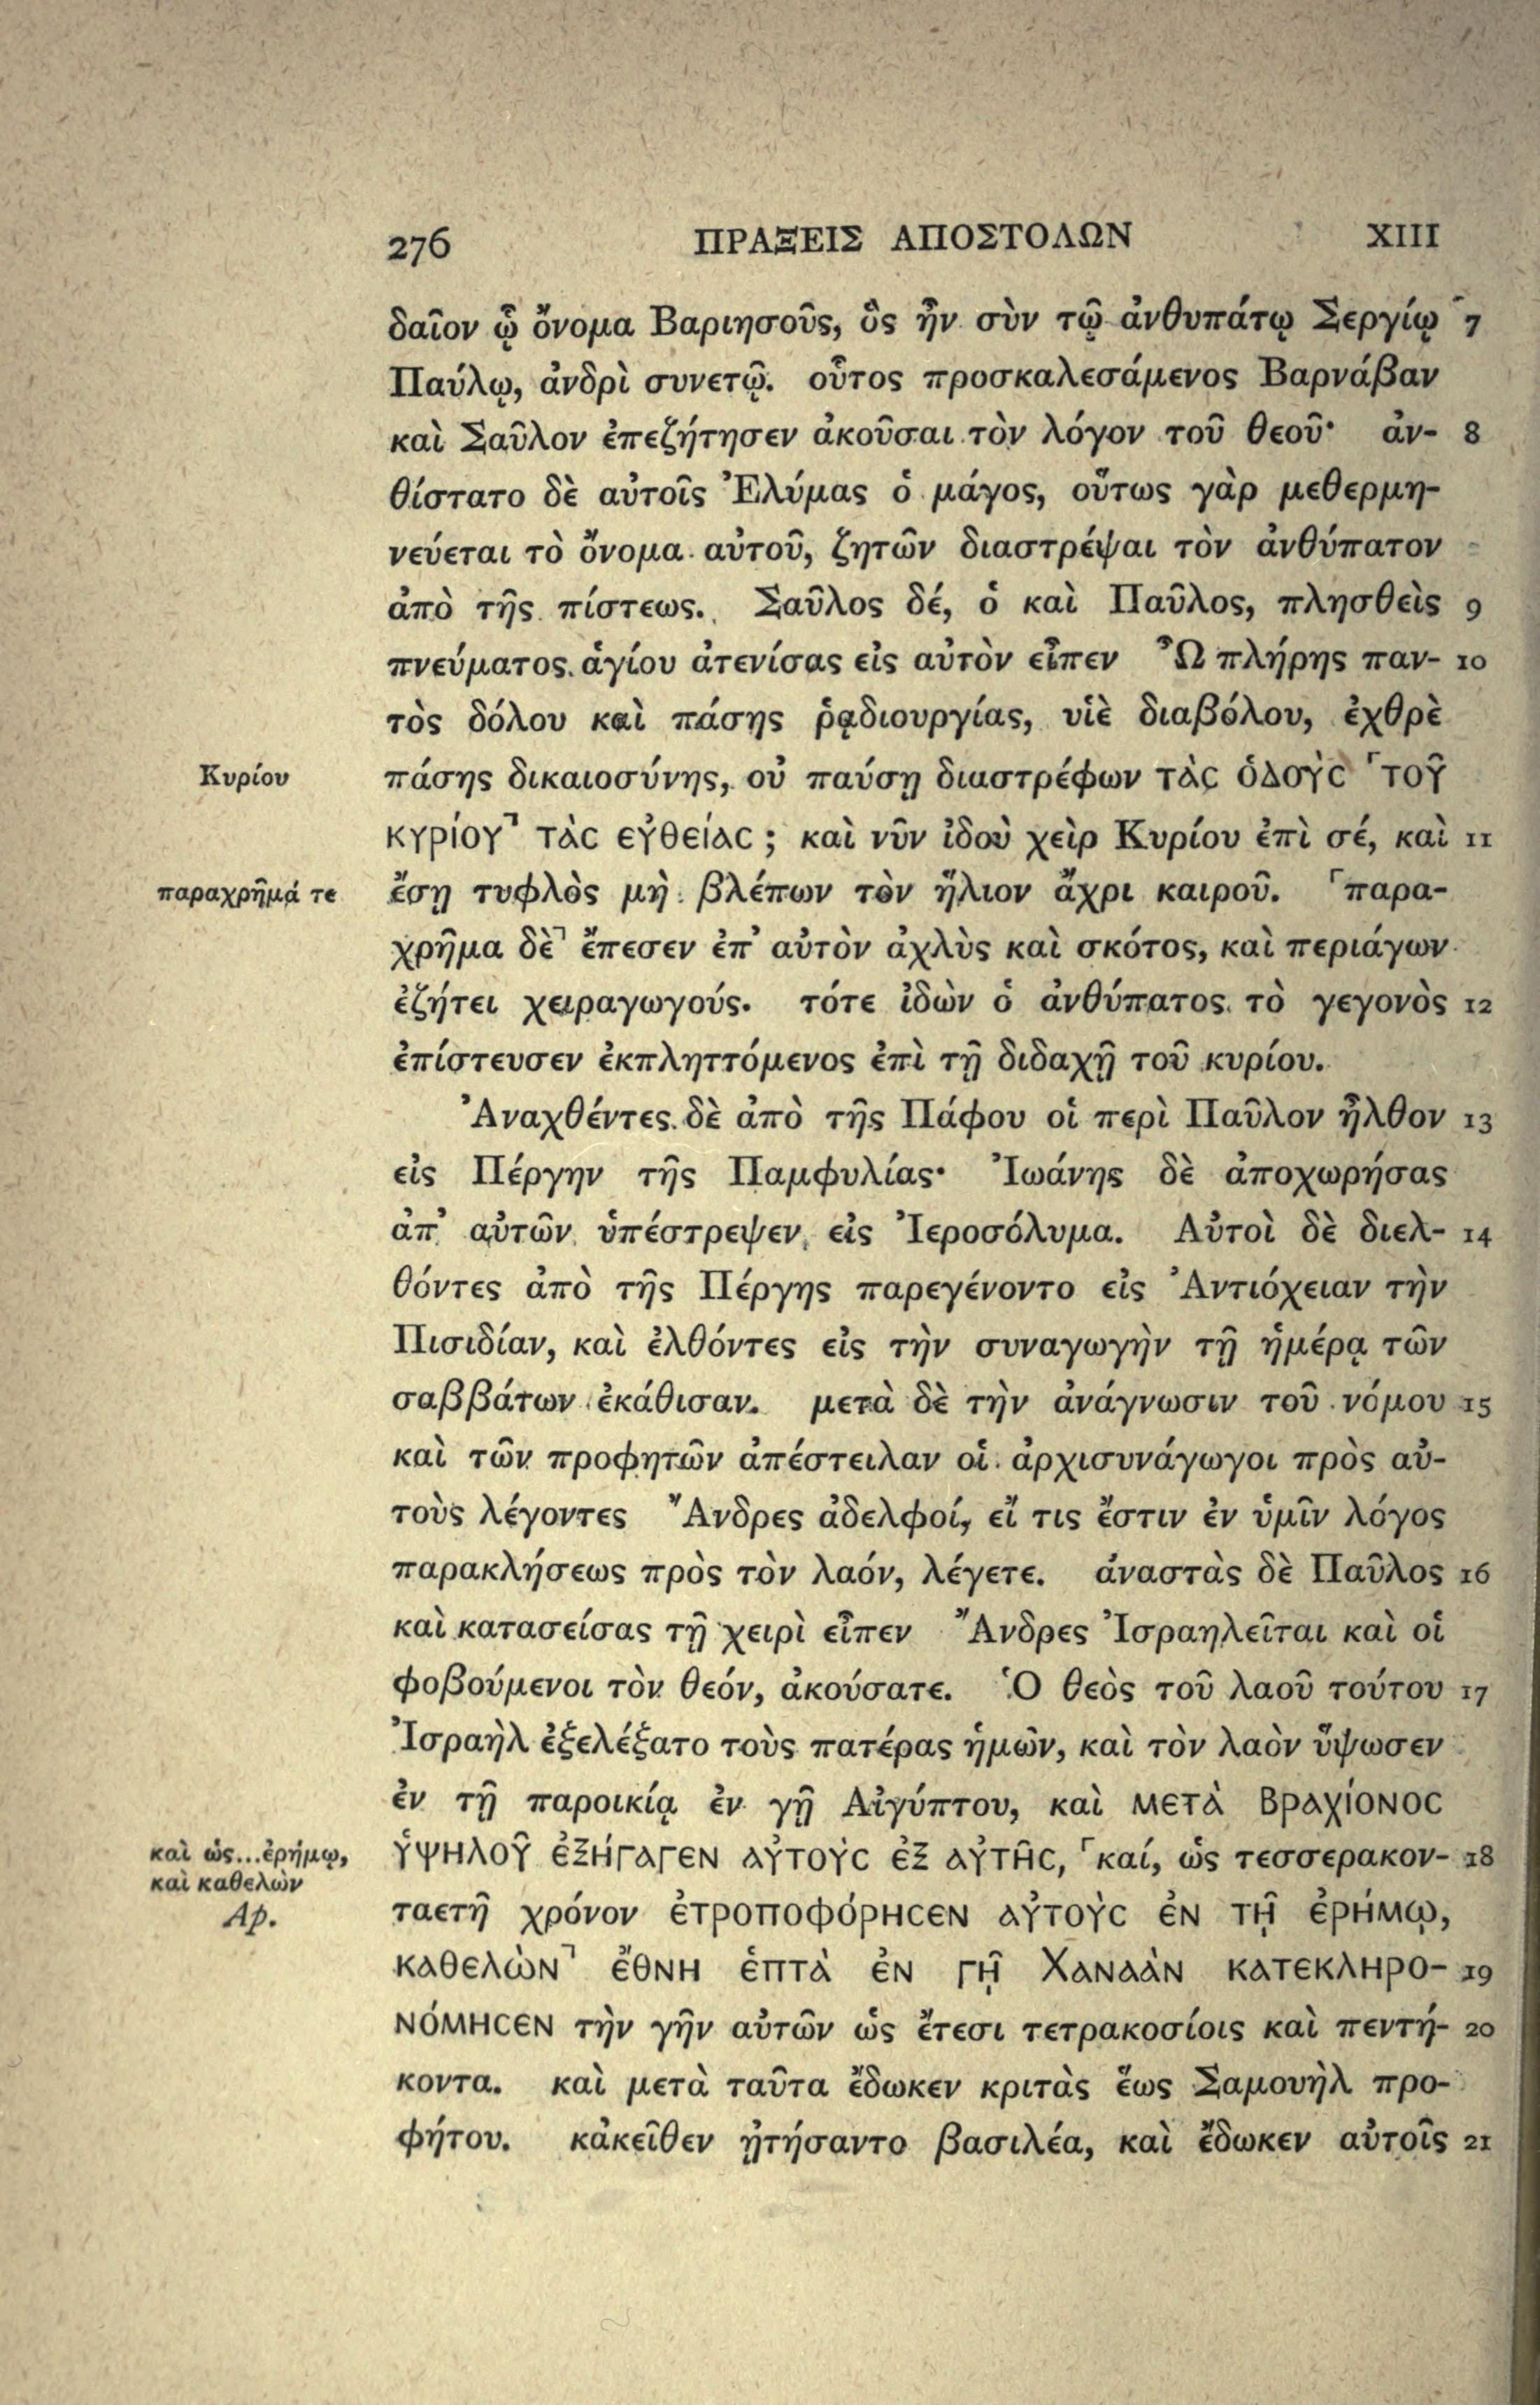 276 ΠΡΑΞΕΙΣ ΑΠΟΣΤΟΛΩΝ XIII
δαῖον ᾧ ὄνομα Βαριησοῦς, ὃς ἦν σὺν τῷ ἀνθυπάτῳ Σεργίῳ 7
Παύλῳ, ἀνδρὶ συνετῷ. οὗτος προσκαλεσάμενος Βαρνάβαν
καὶ Σαῦλον ἐπεζήτησεν ἀκοῦσαι τὸν λόγον τοῦ θεοῦ· ἀν- 8
θίστατο δὲ αὐτοῖς Ἐλύμας ὁ μάγος, οὕτως γὰρ μεθερμη-
νεύεται τὸ ὄνομα αὐτοῦ, ζητῶν διαστρέψαι τὸν ἀνθύπατον
ἀπὸ τῆς πίστεως. Σαῦλος δέ, ὁ καὶ Παῦλος, πλησθεὶς 9
πνεύματος ἁγίου ἀτενίσας εἰς αὐτὸν εἶπεν Ὦ πλήρης παν- 10
τὸς δόλου καὶ πάσης ῥᾳδιουργίας, υἱὲ διαβόλου, ἐχθρὲ
Κυρίου πάσης δικαιοσύνης, οὐ παύσῃ διαστρέφων τὰς ὁδοὺς ⸀τοῦ
κυρίου⸣ τὰς εὐθείας; καὶ νῦν ἰδοὺ χεὶρ Κυρίου ἐπὶ σέ, καὶ 11
παραχρῆμά τε ἔσῃ τυφλὸς μὴ βλέπων τὸν ἥλιον ἄχρι καιροῦ. ⸀παρα-
χρῆμα δὲ⸣ ἔπεσεν ἐπ’ αὐτὸν ἀχλὺς καὶ σκότος, καὶ περιάγων
ἐζήτει χειραγωγούς. τότε ἰδὼν ὁ ἀνθύπατος τὸ γεγονὸς 12
ἐπίστευσεν ἐκπληττόμενος ἐπὶ τῇ διδαχῇ τοῦ κυρίου.
Ἀναχθέντες δὲ ἀπὸ τῆς Πάφου οἱ περὶ Παῦλον ἦλθον 13
εἰς Πέργην τῆς Παμφυλίας· Ἰωάνης δὲ ἀποχωρήσας
ἀπ’ αὐτῶν ὑπέστρεψεν εἰς Ἰεροσόλυμα. Αὐτοὶ δὲ διελ- 14
θόντες ἀπὸ τῆς Πέργης παρεγένοντο εἰς Ἀντιόχειαν τὴν
Πισιδίαν, καὶ ἐλθόντες εἰς τὴν συναγωγὴν τῇ ἡμέρᾳ τῶν
σαββάτων ἐκάθισαν. μετὰ δὲ τὴν ἀνάγνωσιν τοῦ νόμου 15
καὶ τῶν προφητῶν ἀπέστειλαν οἱ ἀρχισυνάγωγοι πρὸς αὐ-
τοὺς λέγοντες Ἄνδρες ἀδελφοί, εἴ τις ἔστιν ἐν ὑμῖν λόγος
παρακλήσεως πρὸς τὸν λαόν, λέγετε. ἀναστὰς δὲ Παῦλος 16
καὶ κατασείσας τῇ χειρὶ εἶπεν Ἄνδρες Ἰσραηλεῖται καὶ οἱ
φοβούμενοι τὸν θεόν, ἀκούσατε. Ὁ θεὸς τοῦ λαοῦ τούτου 17
Ἰσραὴλ ἐξελέξατο τοὺς πατέρας ἡμῶν, καὶ τὸν λαὸν ὕψωσεν
ἐν τῇ παροικίᾳ ἐν γῇ Αἰγύπτου, καὶ μετὰ βραχίονος
καὶ ὡς...ἐρήμῳ, ὑψηλοῦ ἐξήγαγεν αὐτοὺς ἐξ αὐτῆς, ⸀καί, ὡς τεσσερακον- 18
καὶ καθελὼν
Ap. ταετῆ χρόνον ἐτροποφόρησεν αὐτοὺς ἐν τῇ ἐρήμῳ,
καθελὼν⸣ ἔθνη ἑπτὰ ἐν γῇ Χαναὰν κατεκληρο- 19
νόμησεν τὴν γῆν αὐτῶν ὡς ἔτεσι τετρακοσίοις καὶ πεντή- 20
κοντα. καὶ μετὰ ταῦτα ἔδωκεν κριτὰς ἕως Σαμουὴλ προ-
φήτου. κἀκεῖθεν ᾐτήσαντο βασιλέα, καὶ ἔδωκεν αὐτοῖς 21